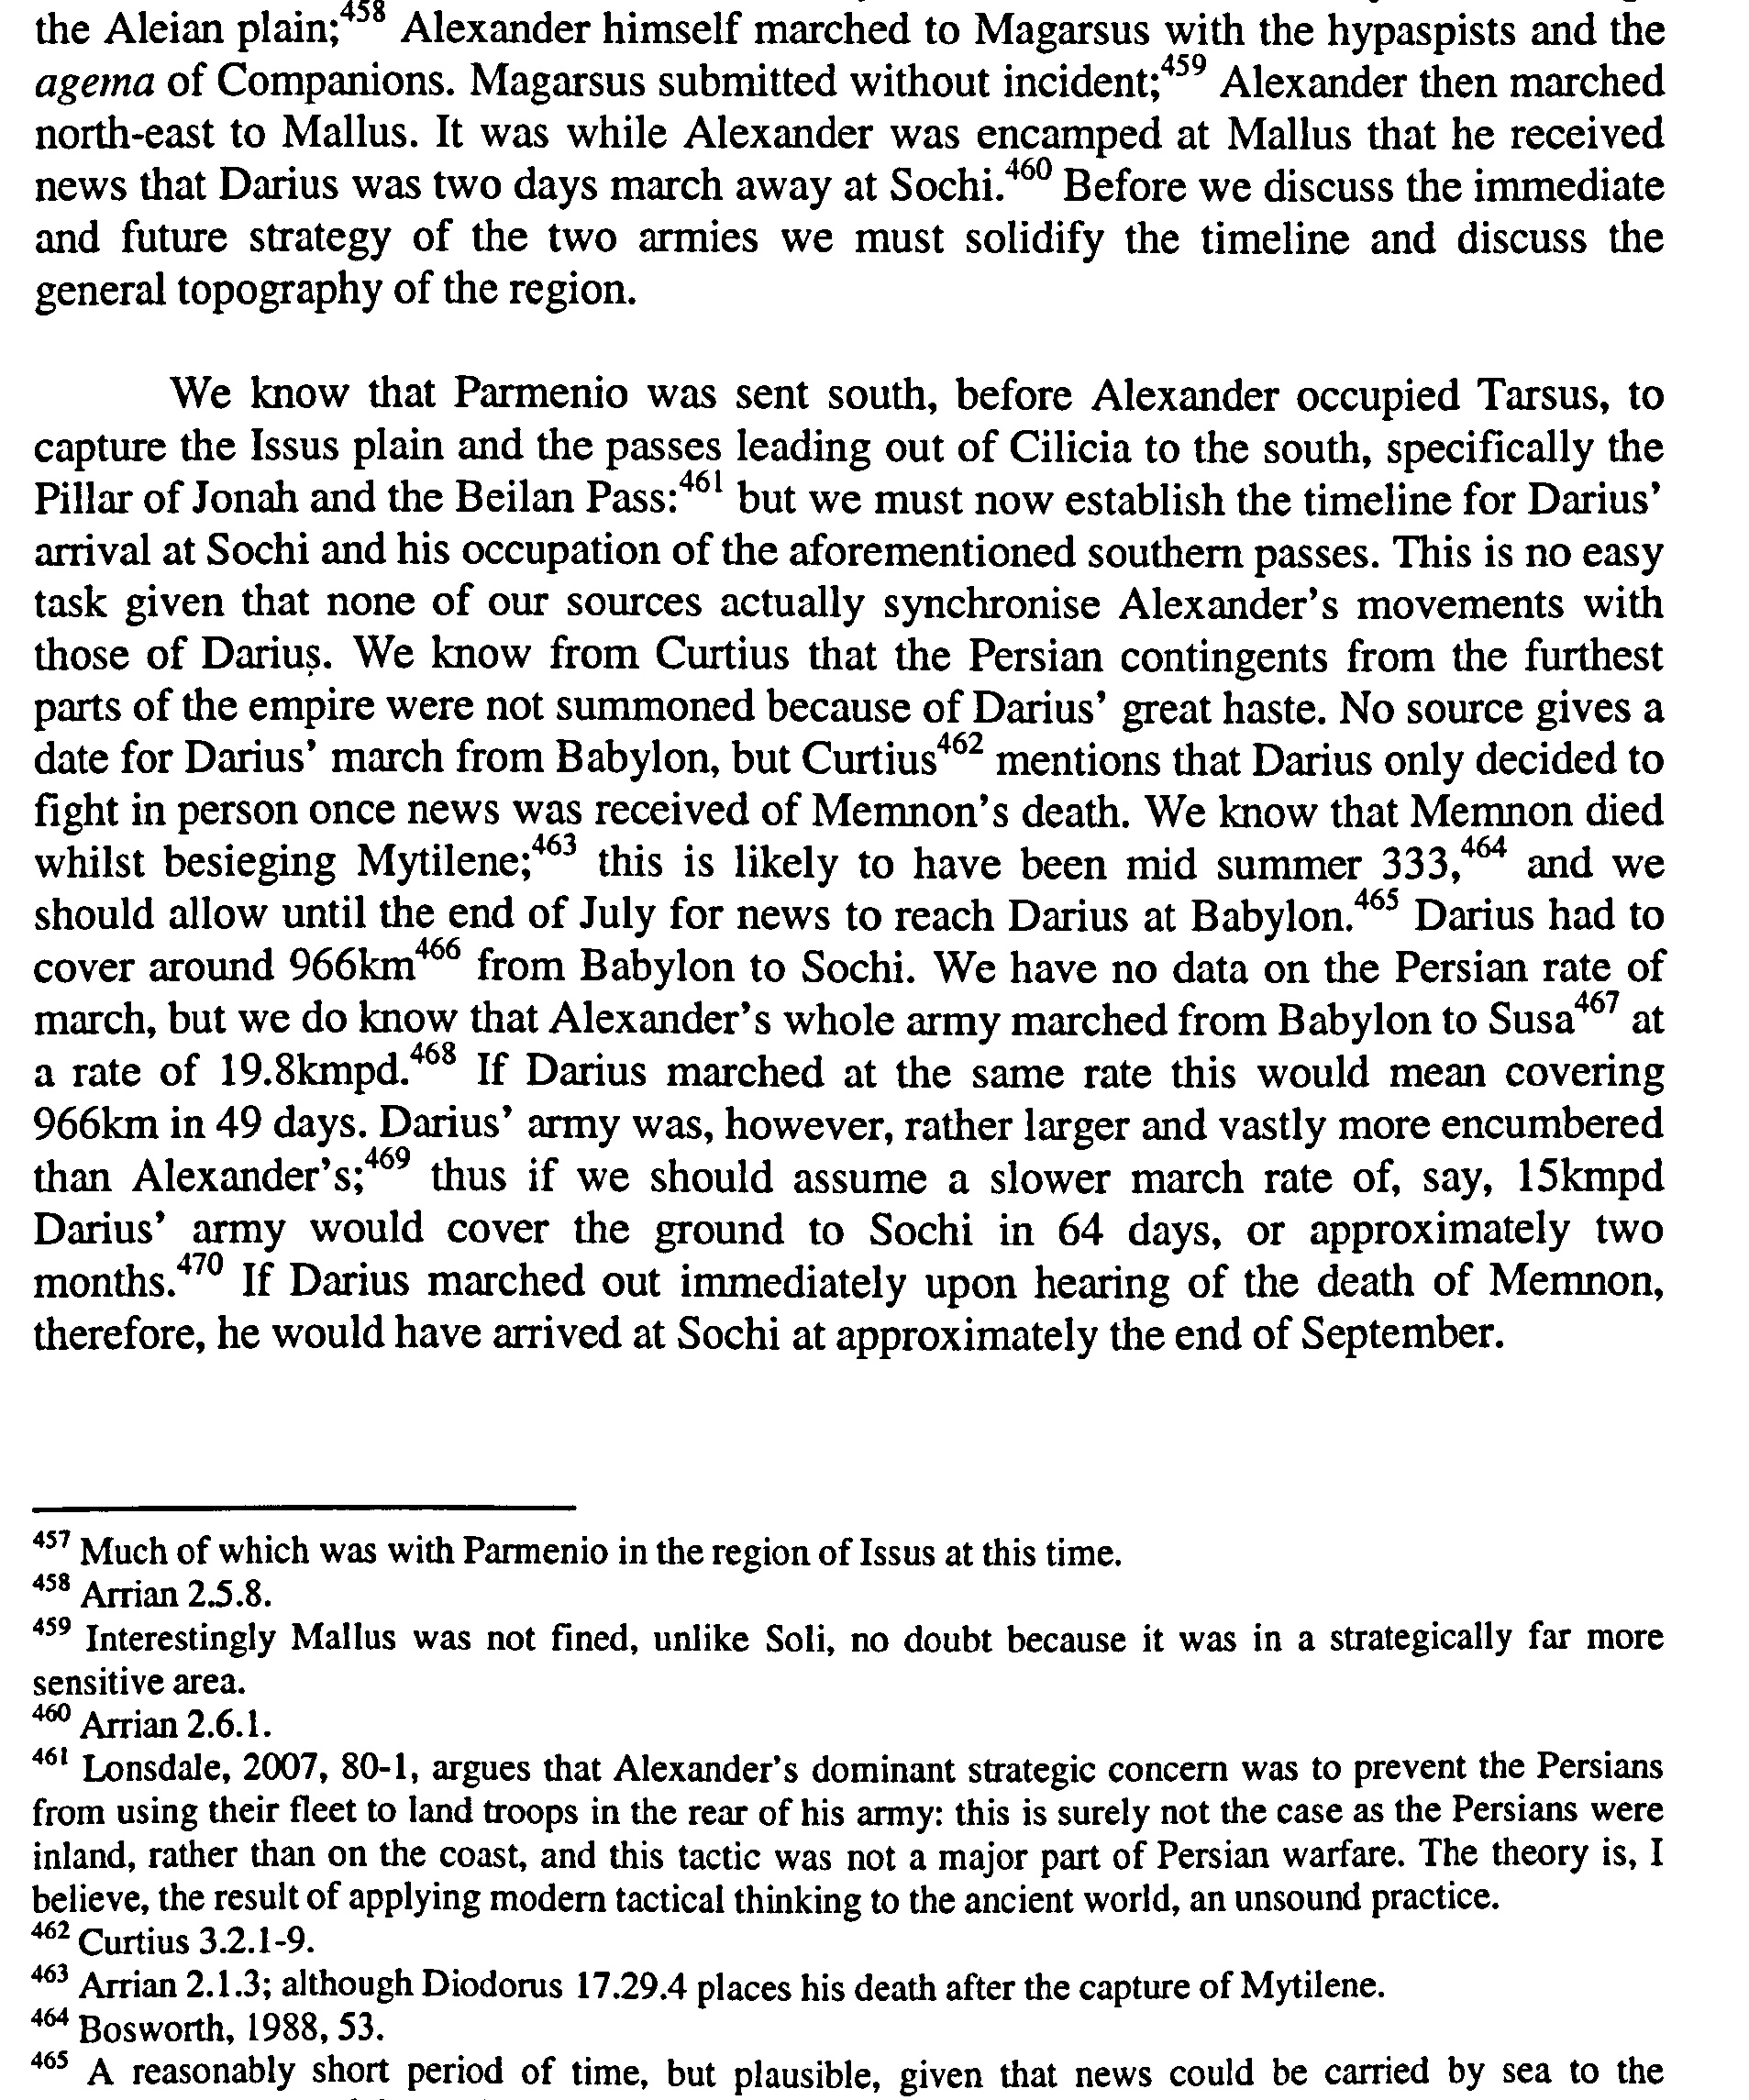 the Aleian plain;458 Alexander himself marched to Magarsus with the hypaspists and the
agema of Companions. Magarsus submitted without incident;459 Alexander then marched
north-east to Mallus. It was while Alexander was encamped at Mallus that he received
news that Darius was two days march away at Sochi.460 Before we discuss the immediate
and future strategy of the two armies we must solidify the timeline and discuss the
general topography of the region.
We know that Parmenio was sent south, before Alexander occupied Tarsus, to
capture the Issus plain and the passes leading out of Cilicia to the south, specifically the
Pillar of Jonah and the Beilan Pass:461 but we must now establish the timeline for Darius'
arrival at Sochi and his occupation of the aforementioned southern passes. This is no easy
task given that none of our sources actually synchronise Alexander's movements with
those of Darius. We know from Curtius that the Persian contingents from the furthest
parts of the empire were not summoned because of Darius' great haste. No source gives a
date for Darius' march from Babylon, but Curtius462 mentions that Darius only decided to
fight in person once news was received of Memnon's death. We know that Memnon died
whilst besieging Mytilene;463 this is likely to have been mid summer 333,464 and we
should allow until the end of July for news to reach Darius at Babylon.465 Darius had to
cover around 966km466 from Babylon to Sochi. We have no data on the Persian rate of
march, but we do know that Alexander's whole army marched from Babylon to Susa467 at
a rate of 19.8kmpd.468 If Darius marched at the same rate this would mean covering
966km in 49 days. Darius' army was, however, rather larger and vastly more encumbered
than Alexander's;469 thus if we should assume a slower march rate of, say, 15kmpd
Darius' army would cover the ground to Sochi in 64 days, or approximately two
months.470 If Darius marched out immediately upon hearing of the death of Memnon,
therefore, he would have arrived at Sochi at approximately the end of September.
457 Much of which was with Parmenio in the region of Issus at this time.
458 Arrian 2.5.8.
459 Interestingly Mallus was not fined, unlike Soli, no doubt because it was in a strategically far more
sensitive area.
460 Arrian 2.6.1.
461 Lonsdale, 2007, 80-1, argues that Alexander's dominant strategic concern was to prevent the Persians
from using their fleet to land troops in the rear of his army: this is surely not the case as the Persians were
inland, rather than on the coast, and this tactic was not a major part of Persian warfare. The theory is, I
believe, the result of applying modern tactical thinking to the ancient world, an unsound practice.
462 Curtius 3.2.1-9.
463 Arrian 2.1.3; although Diodorus 17.29.4 places his death after the capture of Mytilene.
464 Bosworth, 1988, 53.
465 A reasonably short period of time, but plausible, given that news could be carried by sea to the